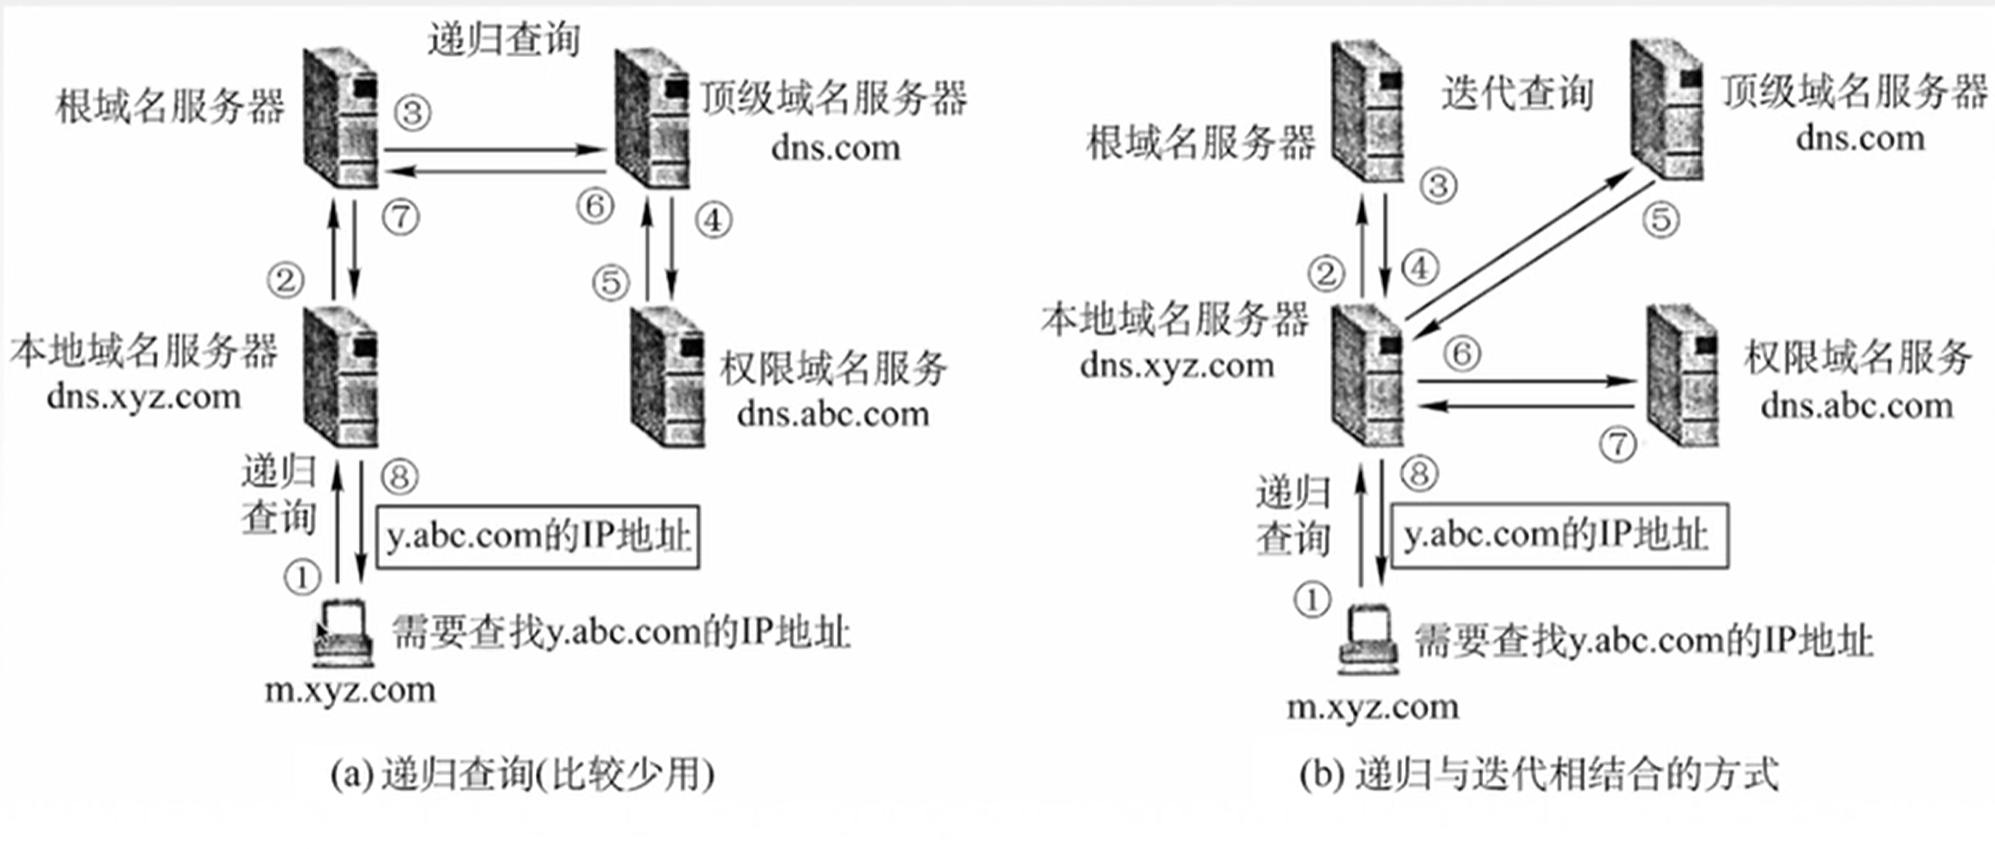 递归查询
根域名服务器
③
顶级域名服务器
dns.com
⑦
⑥
④
②
⑤
本地域名服务器
dns.xyz.com
权限域名服务
dns.abc.com
递归
查询
⑧
y.abc.com的IP地址
①
需要查找y.abc.com的IP地址
m.xyz.com
(a) 递归查询(比较少用)
迭代查询
根域名服务器
顶级域名服务器
dns.com
③
⑤
②
④
本地域名服务器
dns.xyz.com
⑥
权限域名服务
dns.abc.com
⑦
递归
查询
⑧
y.abc.com的IP地址
①
需要查找y.abc.com的IP地址
m.xyz.com
(b) 递归与迭代相结合的方式